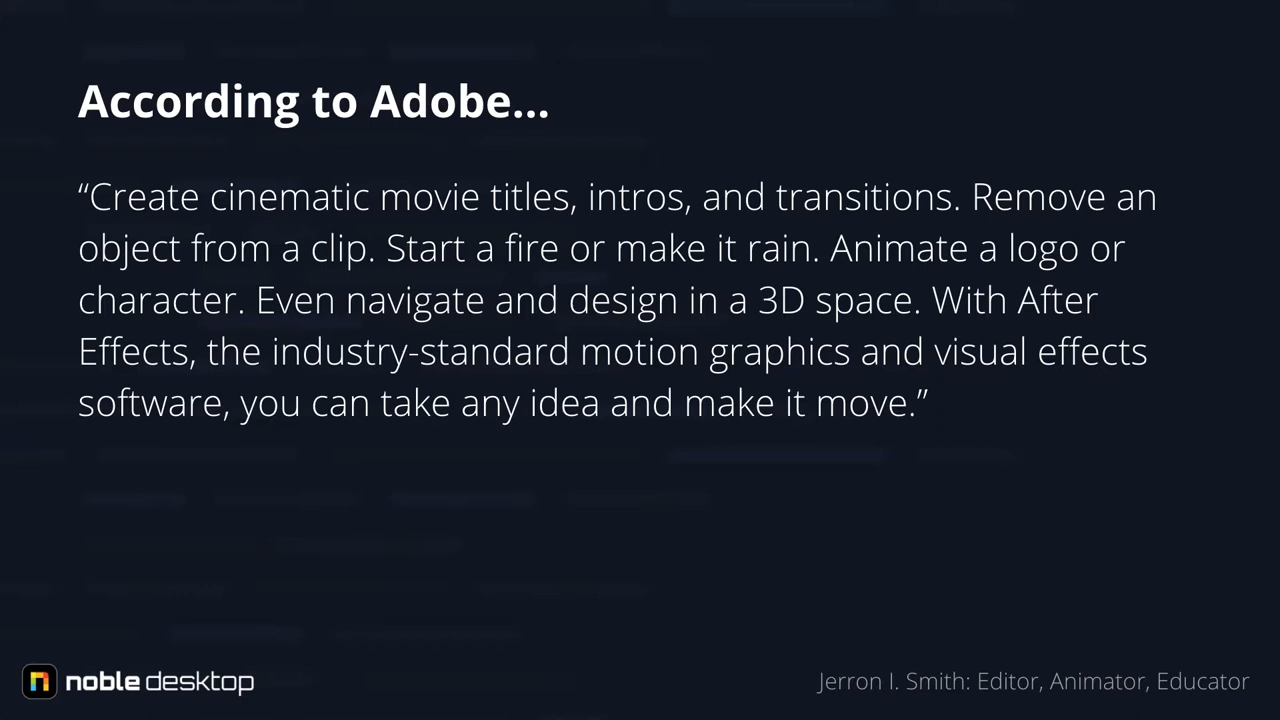 According to Adobe...
“Create cinematic movie titles, intros, and transitions. Remove an
object from a clip. Start a fire or make it rain. Animate a logo or
character. Even navigate and design in a 3D space. With After
Effects, the industry-standard motion graphics and visual effects
software, you can take any idea and make it move.”
noble desktop
Jerron I. Smith: Editor, Animator, Educator